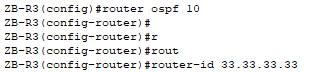 ZB-R3(config)#router ospf 10
ZB-R3(config-router)#
ZB-R3(config-router)#r
ZB-R3(config-router)#rout
ZB-R3(config-router)#router-id 33.33.33.33